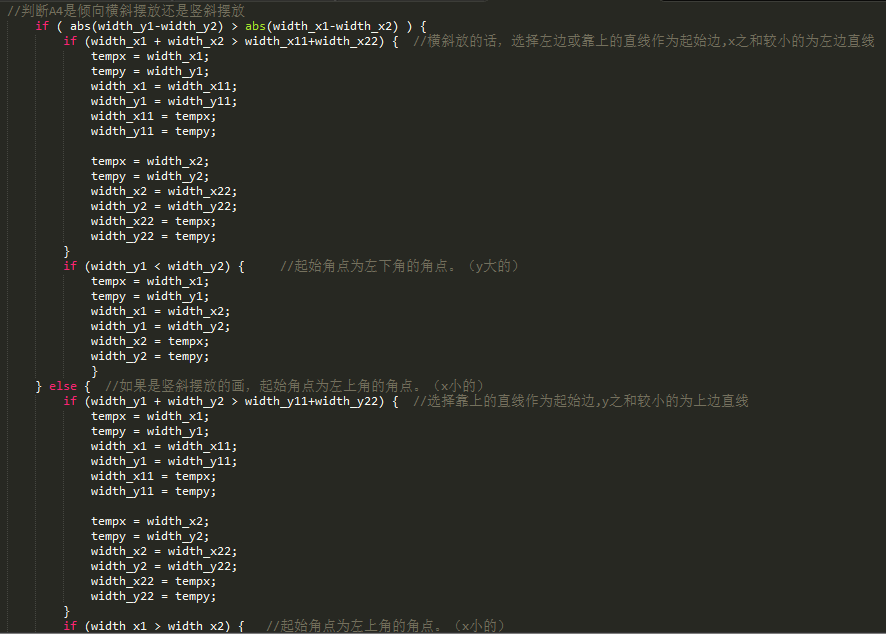 //判断A4是倾向横斜摆放还是竖斜摆放
if ( abs(width_y1-width_y2) > abs(width_x1-width_x2) ) {
if (width_x1 + width_x2 > width_x11+width_x22) {  //横斜放的话，选择左边或靠上的直线作为起始边,x之和较小的为左边直线
tempx = width_x1;
tempy = width_y1;
width_x1 = width_x11;
width_y1 = width_y11;
width_x11 = tempx;
width_y11 = tempy;
tempx = width_x2;
tempy = width_y2;
width_x2 = width_x22;
width_y2 = width_y22;
width_x22 = tempx;
width_y22 = tempy;
}
if (width_y1 < width_y2) {     //起始角点为左下角的角点。（y大的）
tempx = width_x1;
tempy = width_y1;
width_x1 = width_x2;
width_y1 = width_y2;
width_x2 = tempx;
width_y2 = tempy;
}
} else {  //如果是竖斜摆放的画，起始角点为左上角的角点。（x小的）
if (width_y1 + width_y2 > width_y11+width_y22) {  //选择靠上的直线作为起始边,y之和较小的为上边直线
tempx = width_x1;
tempy = width_y1;
width_x1 = width_x11;
width_y1 = width_y11;
width_x11 = tempx;
width_y11 = tempy;
tempx = width_x2;
tempy = width_y2;
width_x2 = width_x22;
width_y2 = width_y22;
width_x22 = tempx;
width_y22 = tempy;
}
if (width_x1 > width_x2) {   //起始角点为左上角的角点。（x小的）